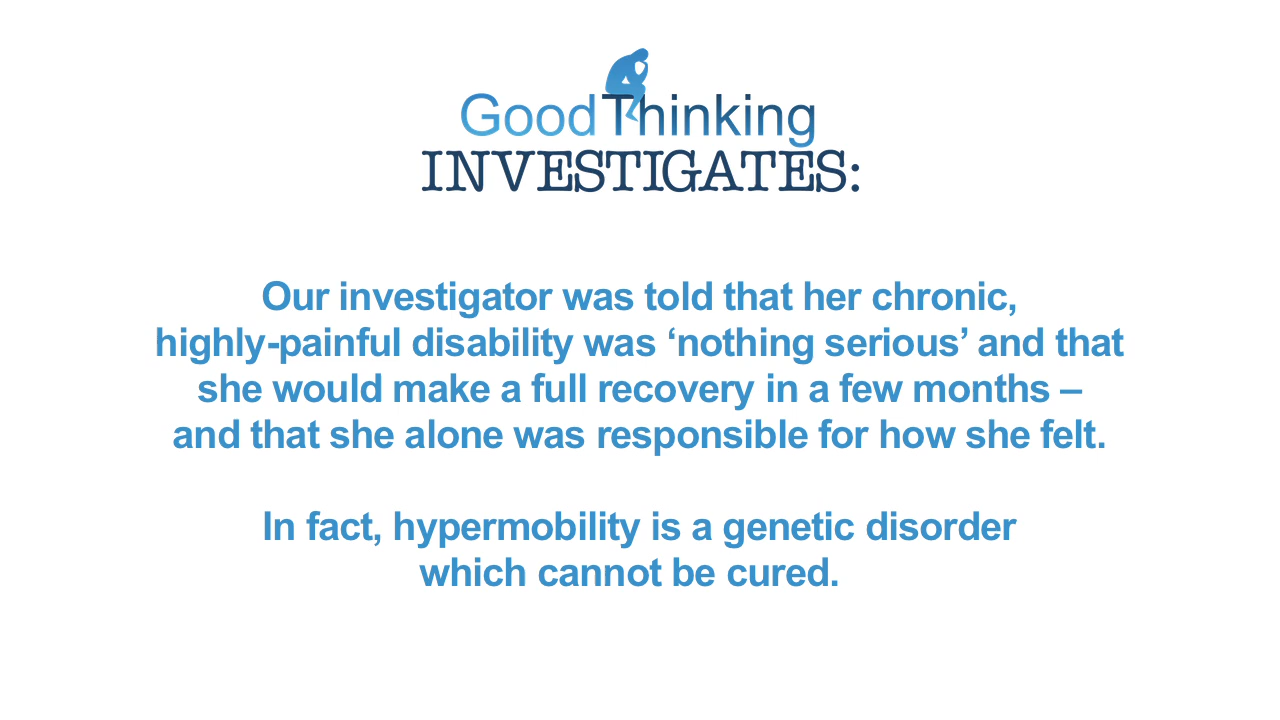 GoodThinking
INVESTIGATES:
Our investigator was told that her chronic,
highly-painful disability was ‘nothing serious’ and that
she would make a full recovery in a few months –
and that she alone was responsible for how she felt.
In fact, hypermobility is a genetic disorder
which cannot be cured.